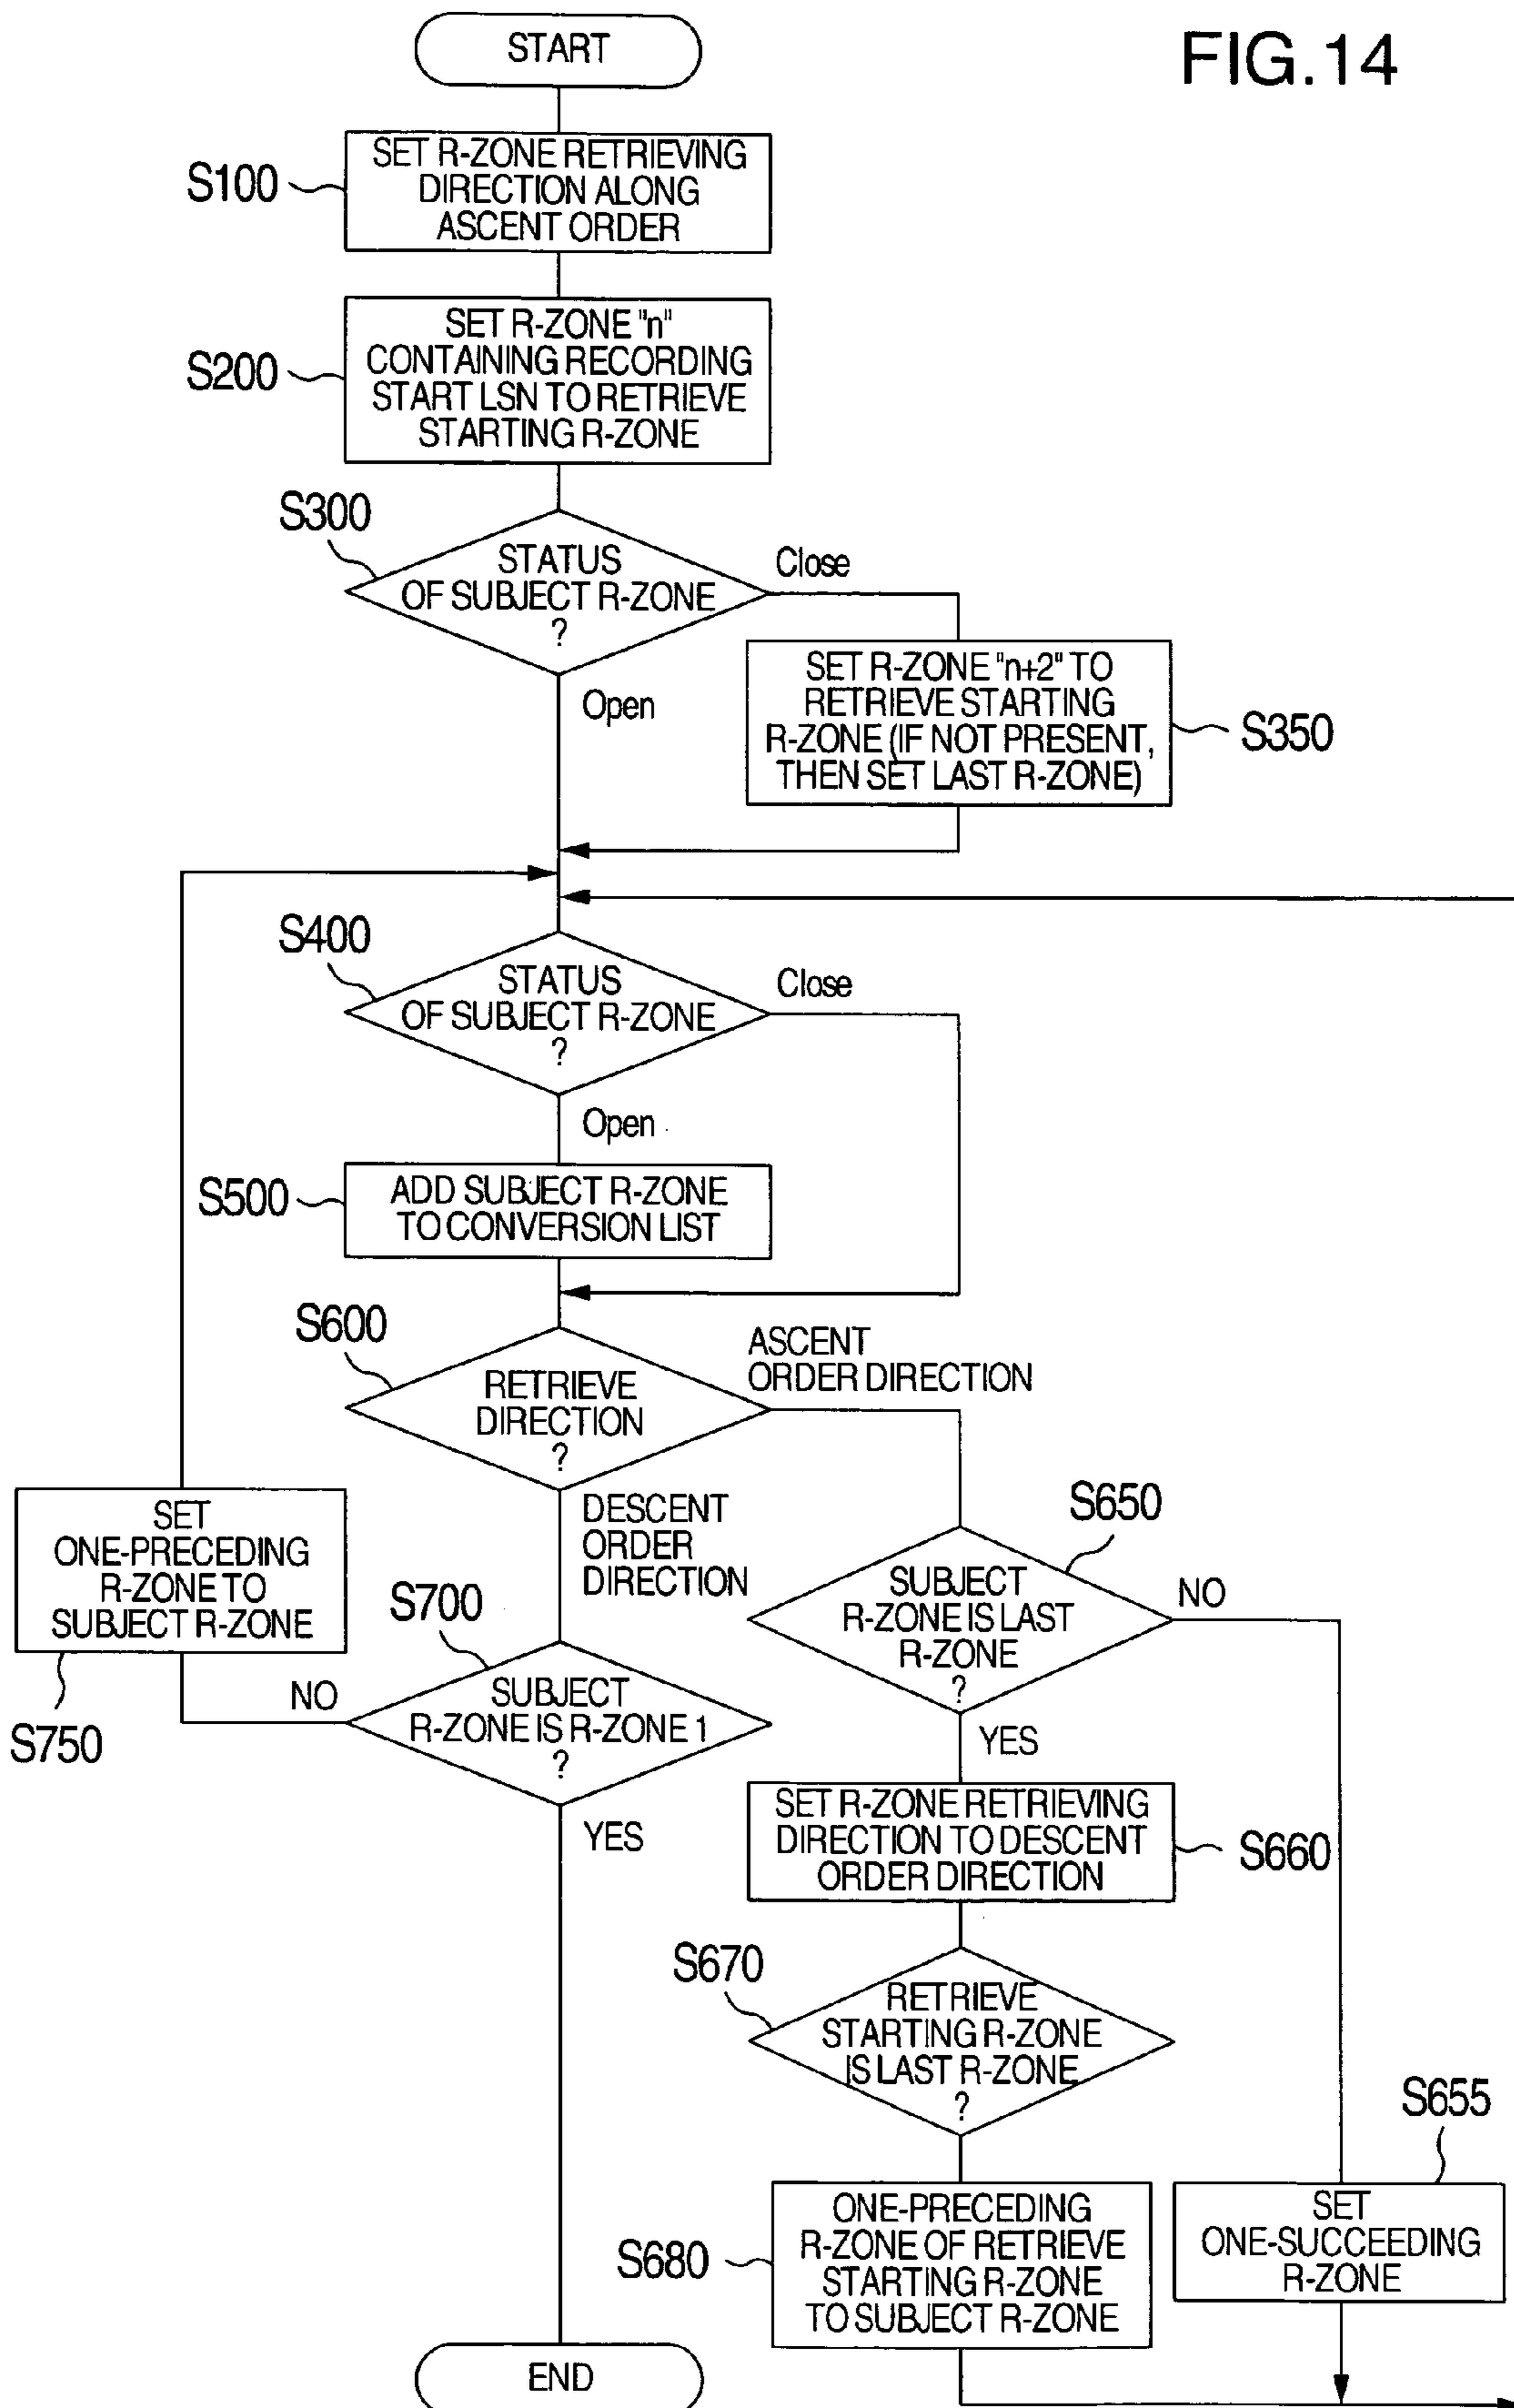 FIG.14
START
S100
SET R-ZONE RETRIEVING
DIRECTION ALONG
ASCENT ORDER
S200
SET R-ZONE "n"
CONTAINING RECORDING
START LSN TO RETRIEVE
STARTING R-ZONE
S300
STATUS
OF SUBJECT R-ZONE
?
Close
Open
SET R-ZONE "n+2" TO
RETRIEVE STARTING
R-ZONE (IF NOT PRESENT,
THEN SET LAST R-ZONE)
S350
S400
STATUS
OF SUBJECT R-ZONE
?
Close
Open
S500
ADD SUBJECT R-ZONE
TO CONVERSION LIST
S600
RETRIEVE
DIRECTION
?
ASCENT
ORDER DIRECTION
DESCENT
ORDER
DIRECTION
SET
ONE-PRECEDING
R-ZONE TO
SUBJECT R-ZONE
S750
S700
SUBJECT
R-ZONE IS R-ZONE 1
?
NO
YES
S650
SUBJECT
R-ZONE IS LAST
R-ZONE
?
NO
YES
SET R-ZONE RETRIEVING
DIRECTION TO DESCENT
ORDER DIRECTION
S660
S670
RETRIEVE
STARTING R-ZONE
IS LAST R-ZONE
?
S655
SET
ONE-SUCCEEDING
R-ZONE
S680
ONE-PRECEDING
R-ZONE OF RETRIEVE
STARTING R-ZONE
TO SUBJECT R-ZONE
END